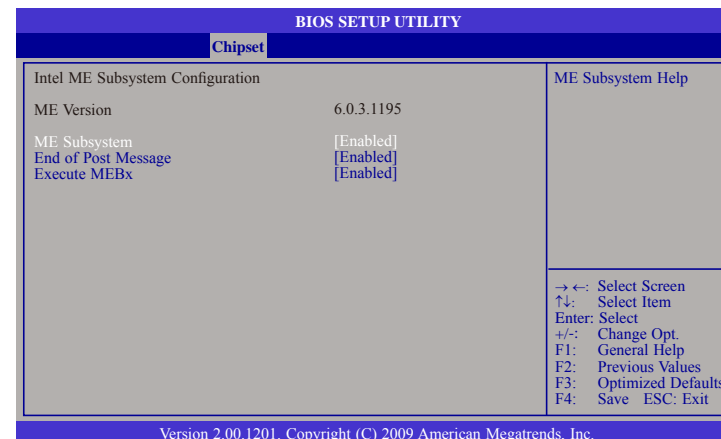 BIOS SETUP UTILITY
Chipset
Intel ME Subsystem Configuration
ME Version 6.0.3.1195
ME Subsystem [Enabled]
End of Post Message [Enabled]
Execute MEBx [Enabled]
ME Subsystem Help
→←: Select Screen
↑↓: Select Item
Enter: Select
+/-: Change Opt.
F1: General Help
F2: Previous Values
F3: Optimized Defaults
F4: Save ESC: Exit
Version 2.00.1201. Copyright (C) 2009 American Megatrends, Inc.